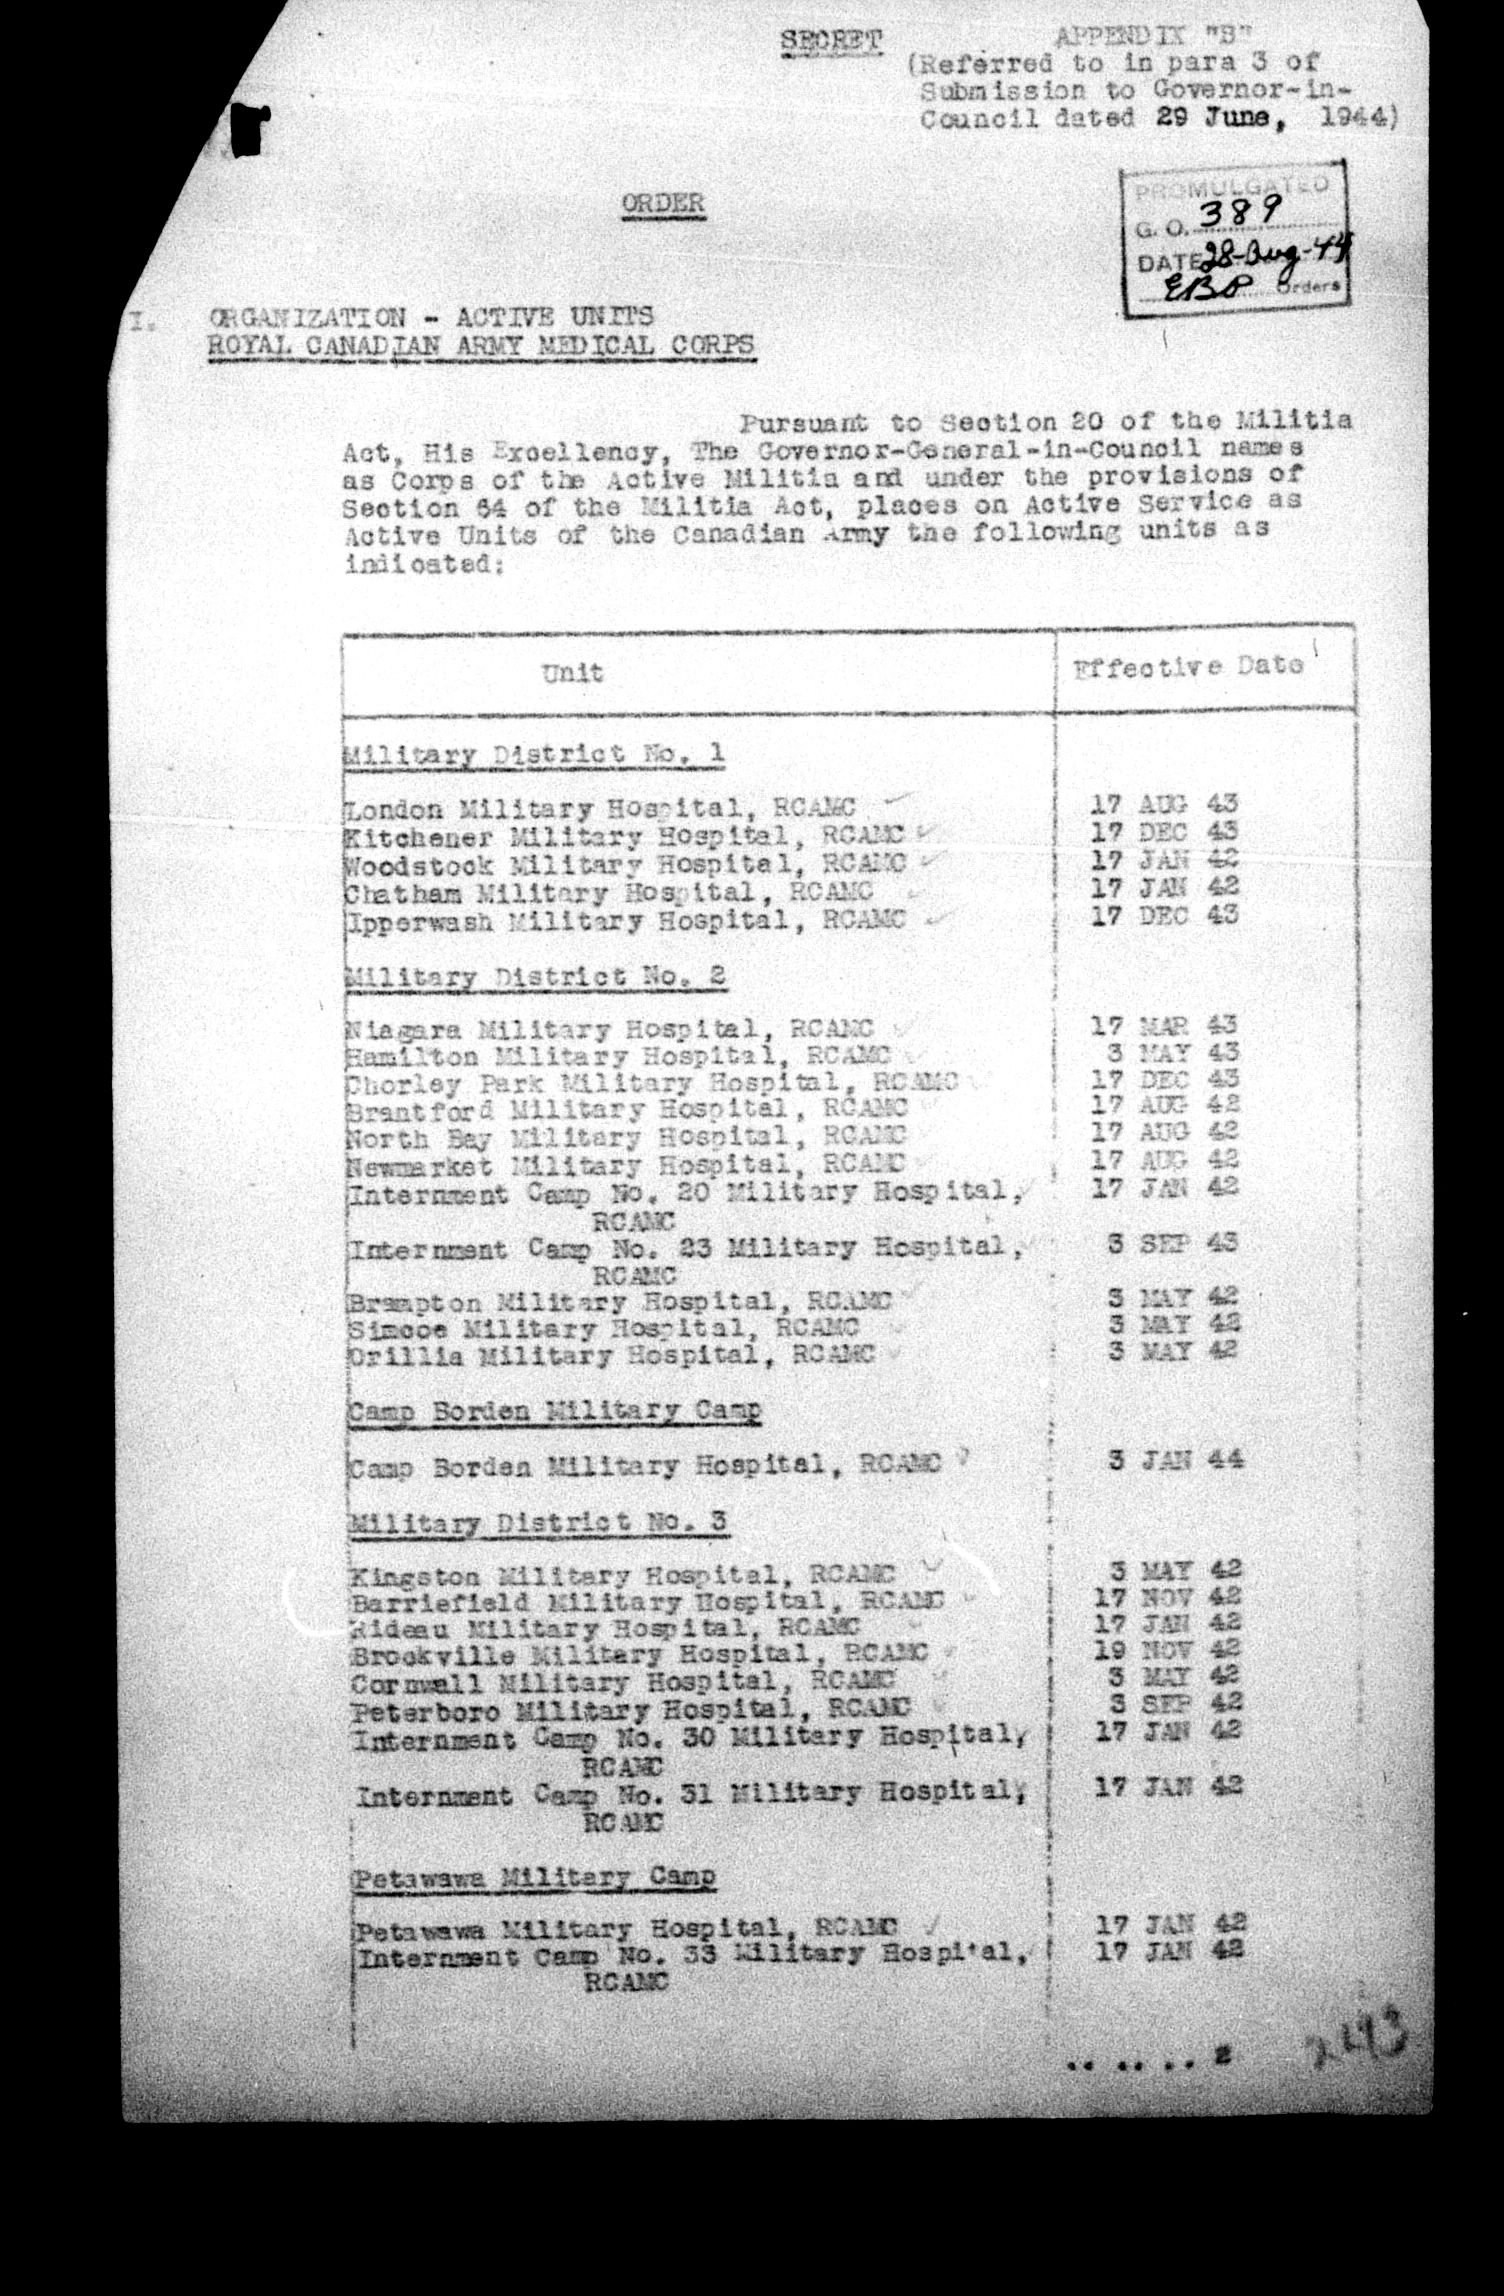 SECRET
APPENDIX "B"
(Referred to in para 3 of
Submission to Governor-in-
Council dated 29 June, 1944)
ORDER
PROMULGATED
G. O. 389
DATE 28-Aug-44
EBP Orders
I. ORGANIZATION - ACTIVE UNITS
ROYAL CANADIAN ARMY MEDICAL CORPS
Pursuant to Section 20 of the Militia
Act, His Excellency, The Governor-General-in-Council names
as Corps of the Active Militia and under the provisions of
Section 64 of the Militia Act, places on Active Service as
Active Units of the Canadian Army the following units as
indicated:
Unit Effective Date
Military District No. 1
London Military Hospital, RCAMC 17 AUG 43
Kitchener Military Hospital, RCAMC 17 DEC 43
Woodstock Military Hospital, RCAMC 17 JAN 42
Chatham Military Hospital, RCAMC 17 JAN 42
Ipperwash Military Hospital, RCAMC 17 DEC 43
Military District No. 2
Niagara Military Hospital, RCAMC 17 MAR 43
Hamilton Military Hospital, RCAMC 3 MAY 43
Chorley Park Military Hospital, RCAMC 17 DEC 43
Brantford Military Hospital, RCAMC 17 AUG 42
North Bay Military Hospital, RCAMC 17 AUG 42
Newmarket Military Hospital, RCAMC 17 AUG 42
Internment Camp No. 20 Military Hospital, 17 JAN 42
RCAMC
Internment Camp No. 23 Military Hospital, 3 SEP 43
RCAMC
Brampton Military Hospital, RCAMC 3 MAY 42
Simcoe Military Hospital, RCAMC 3 MAY 42
Orillia Military Hospital, RCAMC 3 MAY 42
Camp Borden Military Camp
Camp Borden Military Hospital, RCAMC 3 JAN 44
Military District No. 3
Kingston Military Hospital, RCAMC 3 MAY 42
Barriefield Military Hospital, RCAMC 17 NOV 42
Rideau Military Hospital, RCAMC 17 JAN 42
Brockville Military Hospital, RCAMC 19 NOV 42
Cornwall Military Hospital, RCAMC 3 MAY 42
Peterboro Military Hospital, RCAMC 3 SEP 42
Internment Camp No. 30 Military Hospital, 17 JAN 42
RCAMC
Internment Camp No. 31 Military Hospital, 17 JAN 42
RCAMC
Petawawa Military Camp
Petawawa Military Hospital, RCAMC 17 JAN 42
Internment Camp No. 33 Military Hospital, 17 JAN 42
RCAMC
.. .. .. 2